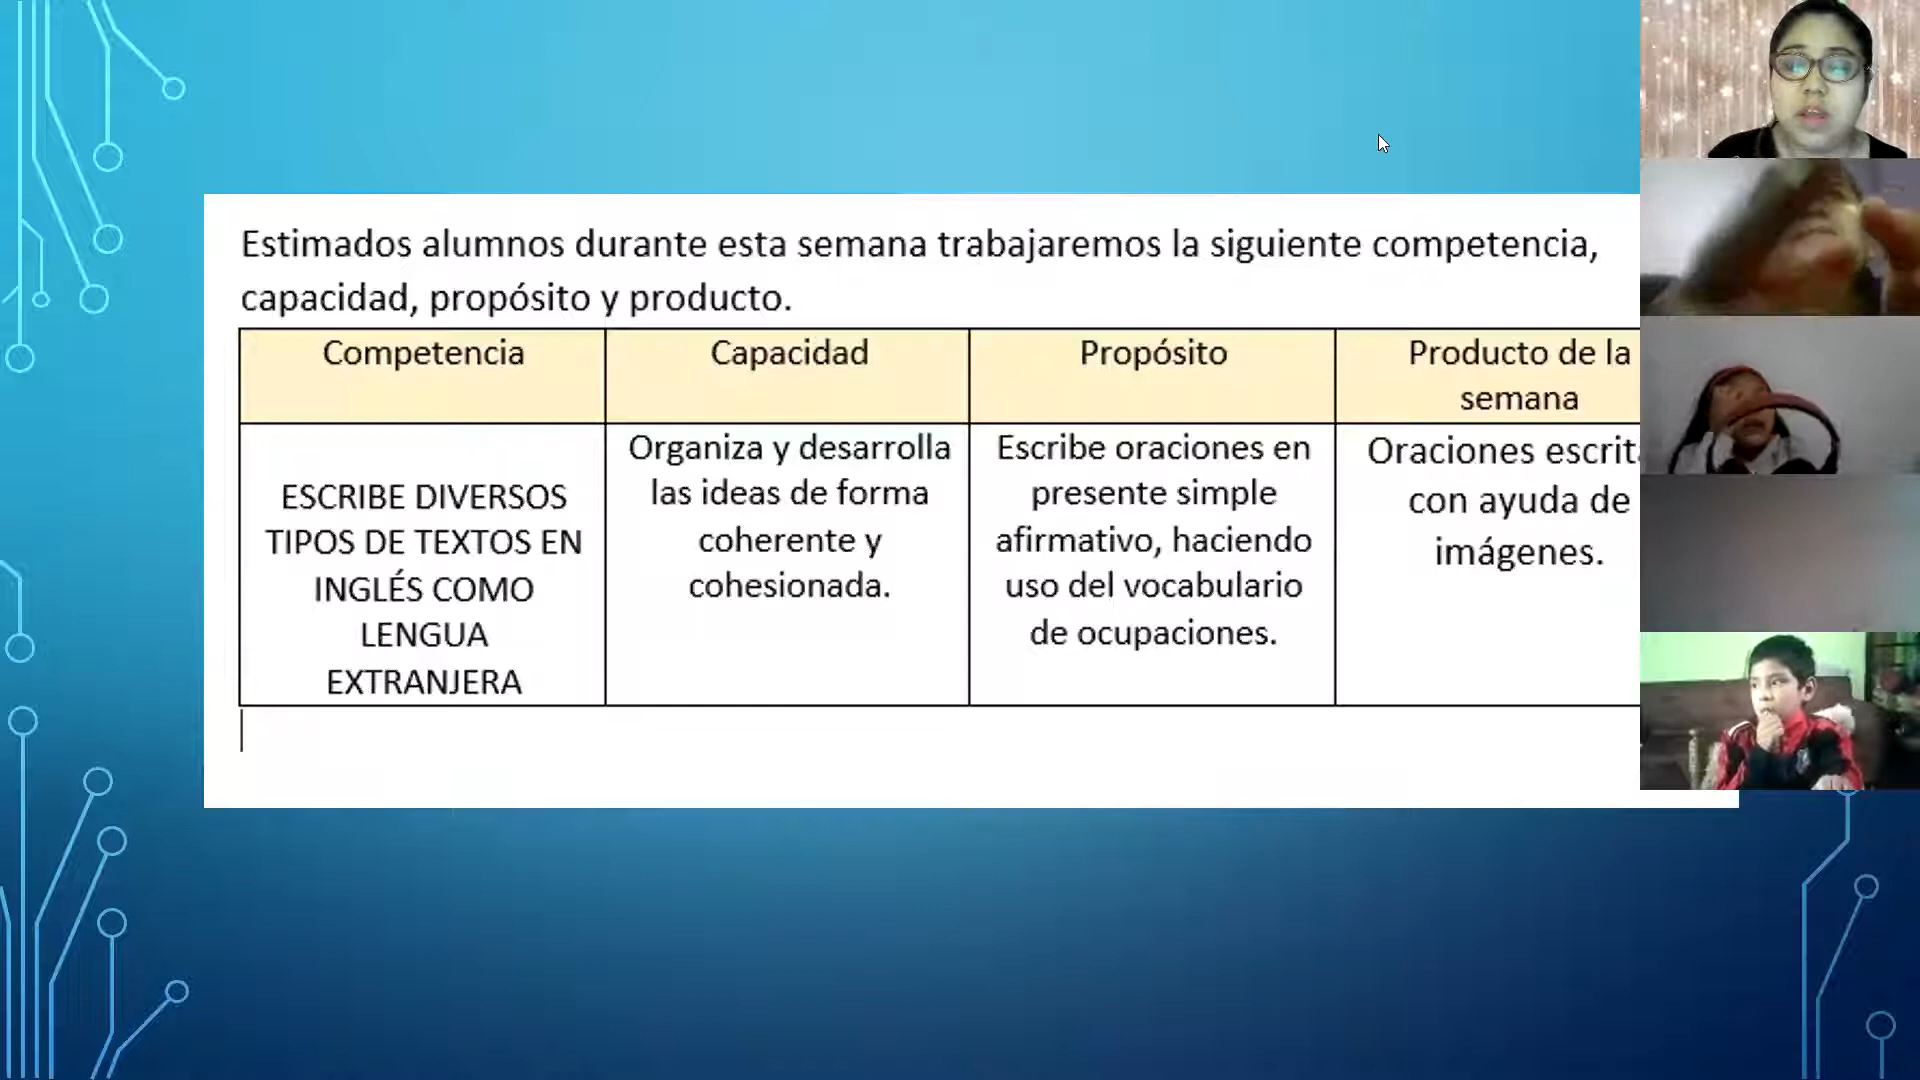 Estimados alumnos durante esta semana trabajaremos la siguiente competencia,
capacidad, propósito y producto.
Competencia
Capacidad
Propósito
Producto de la
semana
ESCRIBE DIVERSOS
TIPOS DE TEXTOS EN
INGLÉS COMO
LENGUA
EXTRANJERA
Organiza y desarrolla
las ideas de forma
coherente y
cohesionada.
Escribe oraciones en
presente simple
afirmativo, haciendo
uso del vocabulario
de ocupaciones.
Oraciones
con ayuda de
imágenes.